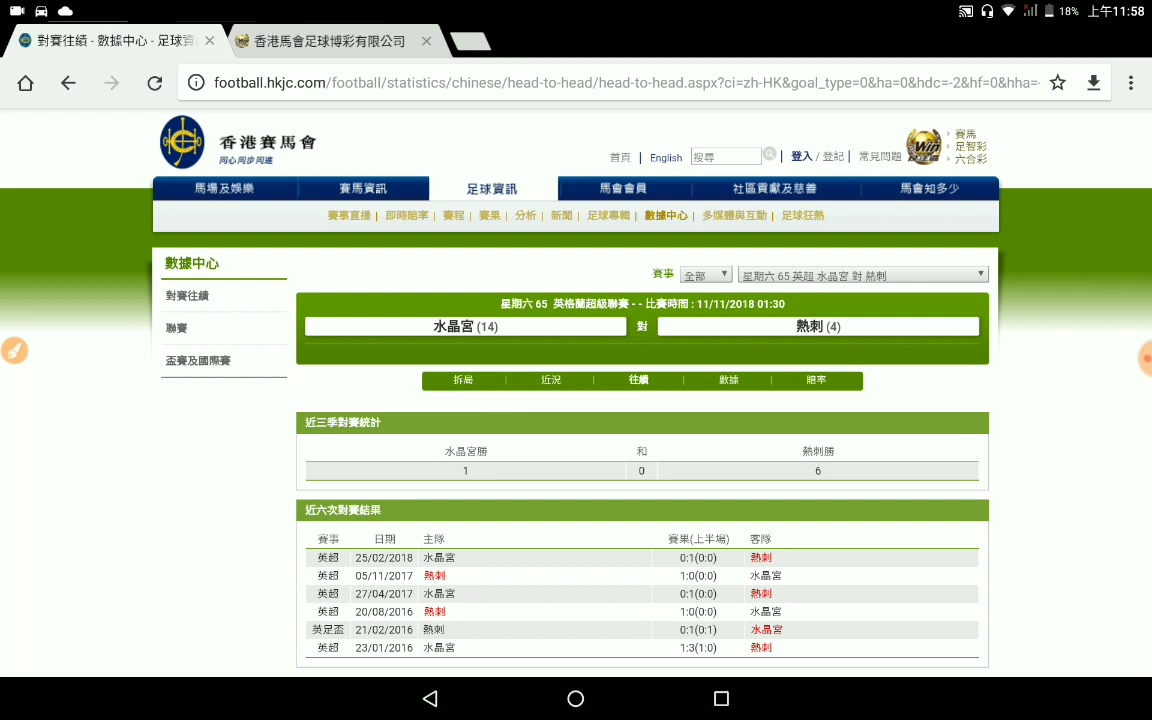 18% 上午11:58
對賽往績 - 數據中心 - 足球資
香港馬會足球博彩有限公司
football.hkjc.com/football/statistics/chinese/head-to-head/head-to-head.aspx?ci=zh-HK&goal_type=0&ha=0&hdc=-2&hf=0&hha=
香港賽馬會
同心同步同進
首頁 | English 搜尋 | 登入 / 登記 | 常見問題
eWin
賽馬
足智彩
六合彩
馬場及娛樂 賽馬資訊 足球資訊 馬會會員 社區貢獻及慈善 馬會知多少
賽事直播 | 即時賠率 | 賽程 | 賽果 | 分析 | 新聞 | 足球專輯 | 數據中心 | 多媒體與互動 | 足球狂熱
數據中心
對賽往績
聯賽
盃賽及國際賽
賽事 全部 星期六 65 英超 水晶宮 對 熱刺
星期六 65 英格蘭超級聯賽 - - 比賽時間 : 11/11/2018 01:30
水晶宮 (14) 對 熱刺 (4)
拆局 | 近況 | 往績 | 數據 | 賠率
近三季對賽統計
水晶宮勝 和 熱刺勝
1 0 6
近六次對賽結果
賽事 日期 主隊 賽果(上半場) 客隊
英超 25/02/2018 水晶宮 0:1(0:0) 熱刺
英超 05/11/2017 熱刺 1:0(0:0) 水晶宮
英超 27/04/2017 水晶宮 0:1(0:0) 熱刺
英超 20/08/2016 熱刺 1:0(0:0) 水晶宮
英足盃 21/02/2016 熱刺 0:1(0:1) 水晶宮
英超 23/01/2016 水晶宮 1:3(1:0) 熱刺